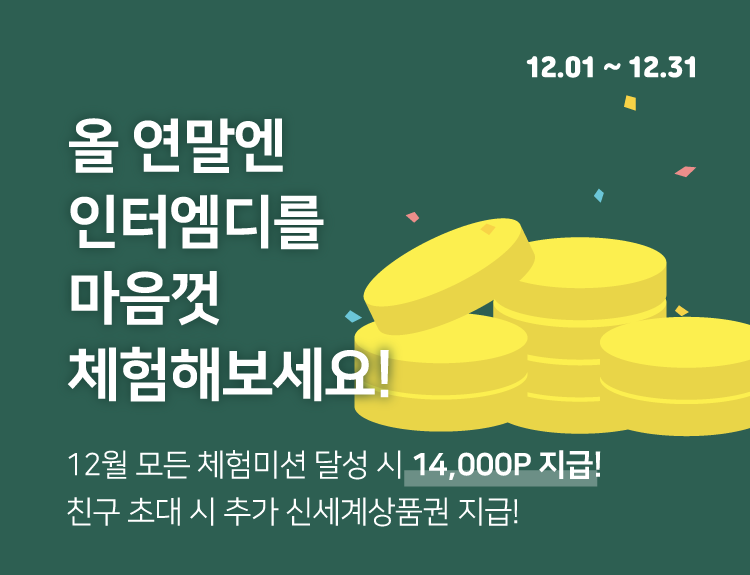 12.01 ~ 12.31
올 연말엔
인터엠디를
마음껏
체험해보세요!
12월 모든 체험미션 달성 시 14,000P 지급!
친구 초대 시 추가 신세계상품권 지급!